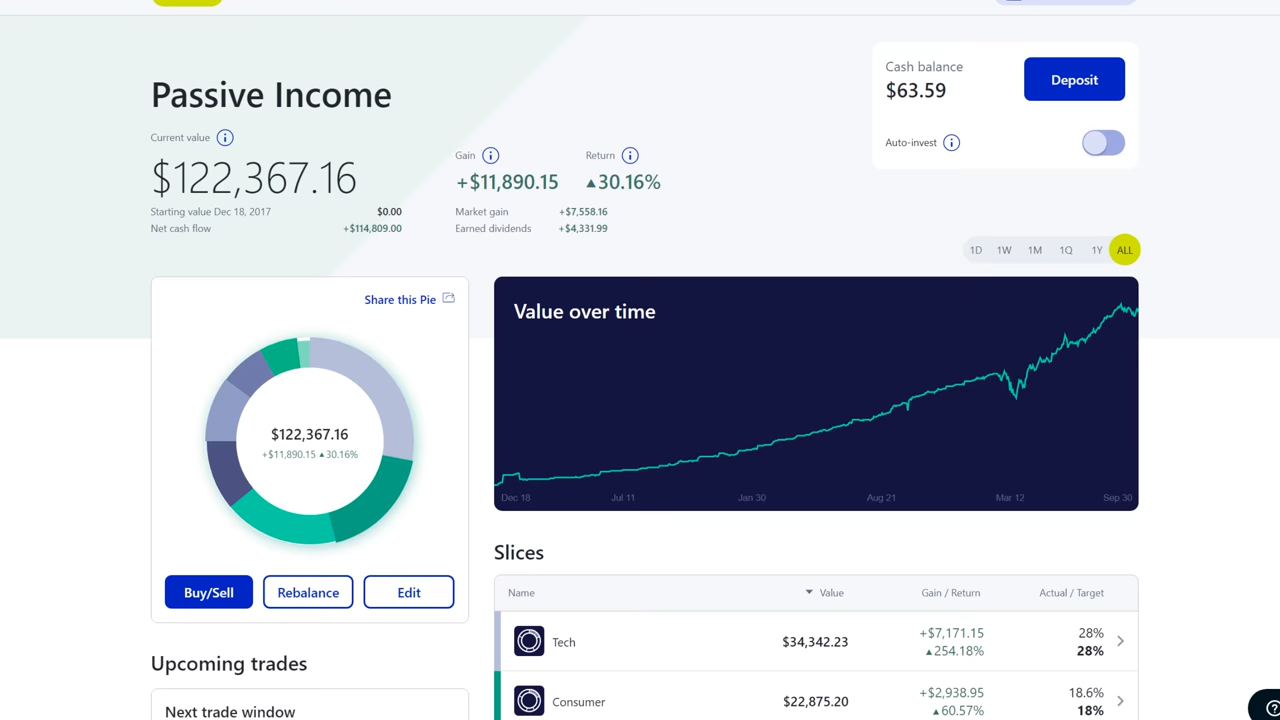 Passive Income
Cash balance
$63.59
Deposit
Auto-invest
Current value
$122,367.16
Gain
+$11,890.15
Return
▲30.16%
Starting value Dec 18, 2017 $0.00
Net cash flow +$114,809.00
Market gain +$7,558.16
Earned dividends +$4,331.99
1D 1W 1M 1Q 1Y ALL
Share this Pie
$122,367.16
+$11,890.15 ▲30.16%
Buy/Sell Rebalance Edit
Value over time
Dec 18 Jul 11 Jan 30 Aug 21 Mar 12 Sep 30
Slices
Name Value Gain / Return Actual / Target
Tech $34,342.23 +$7,171.15 28%
▲254.18% 28%
Consumer $22,875.20 +$2,938.95 18.6%
▲60.57% 18%
Upcoming trades
Next trade window